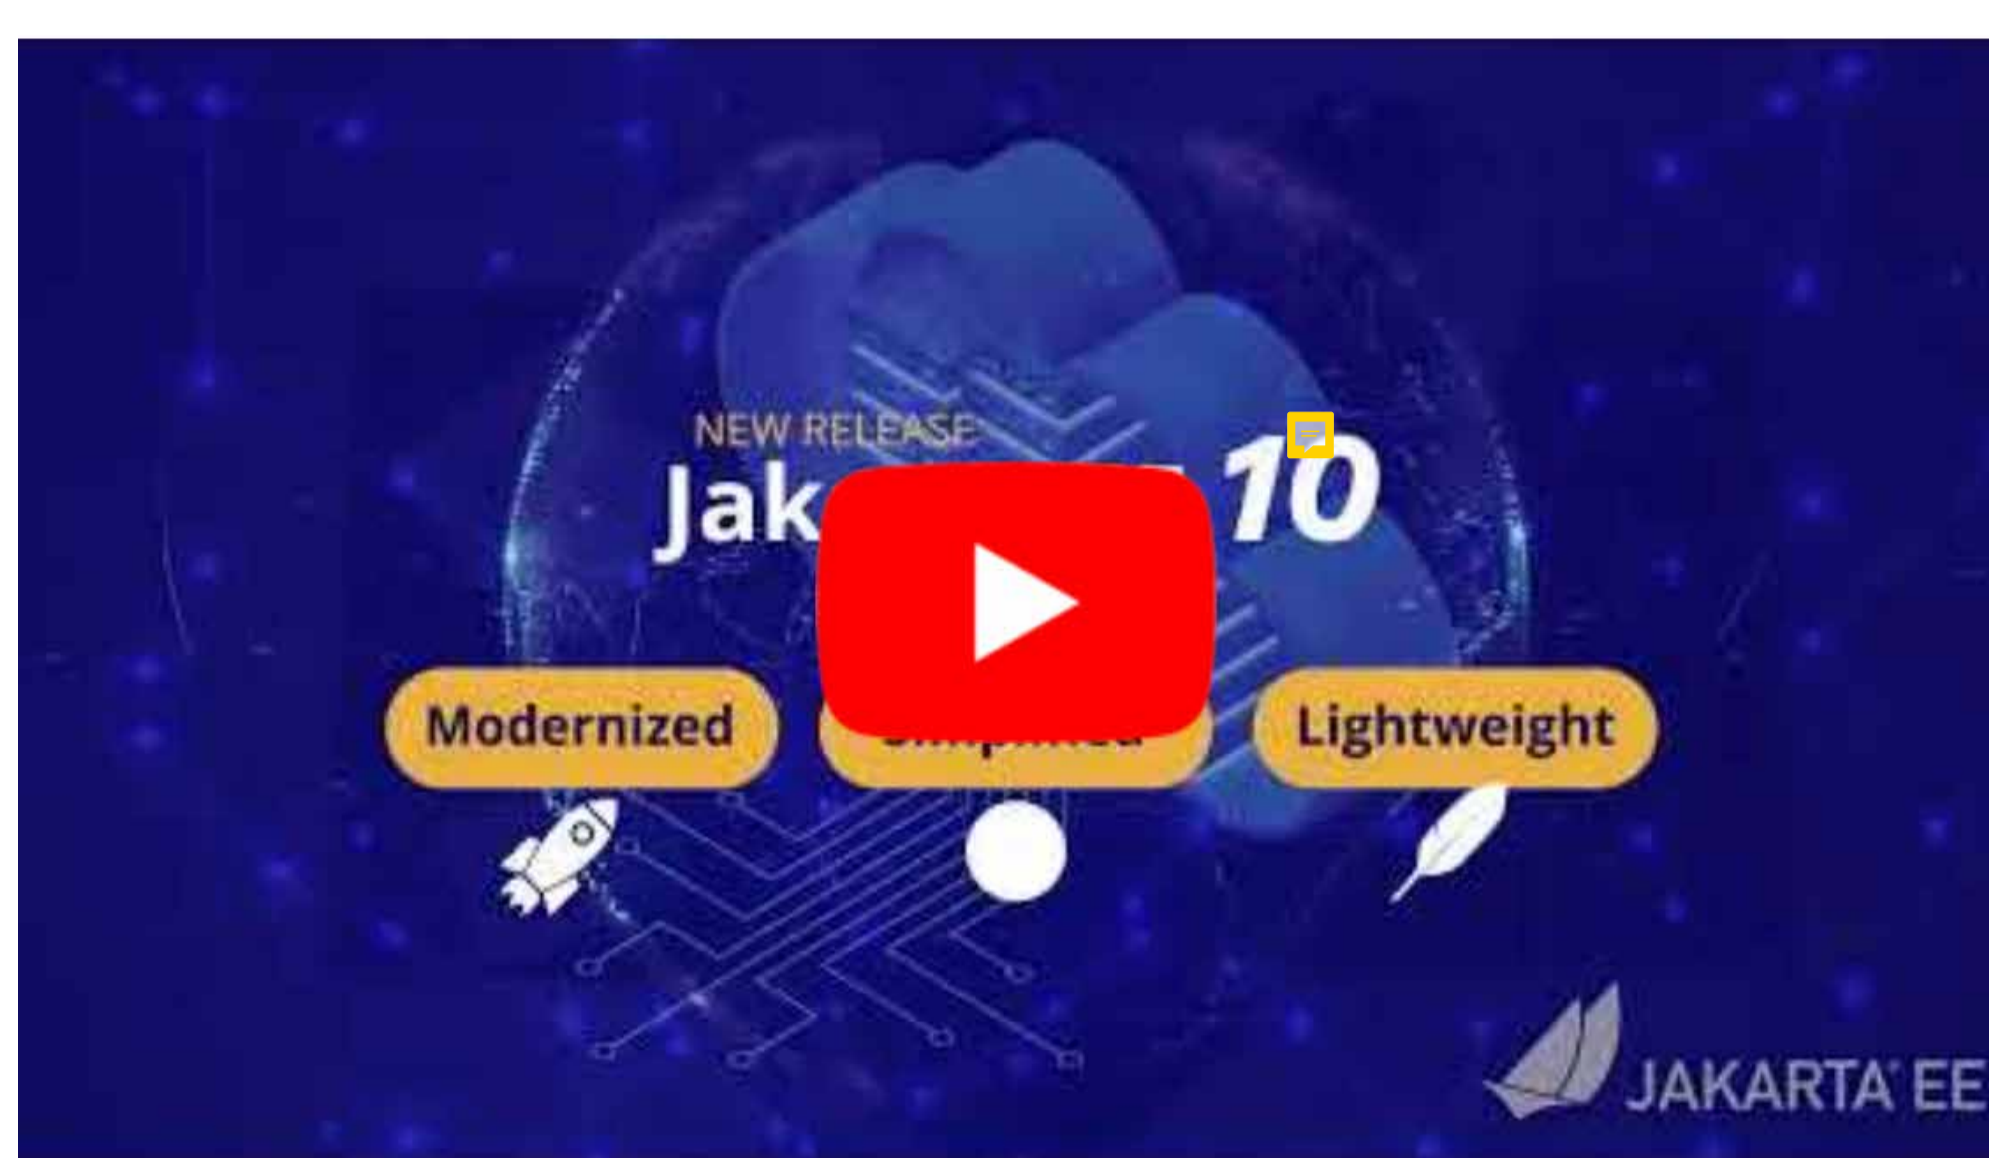 NEW RELEASE
Jak 10
Modernized
Lightweight
JAKARTA EE